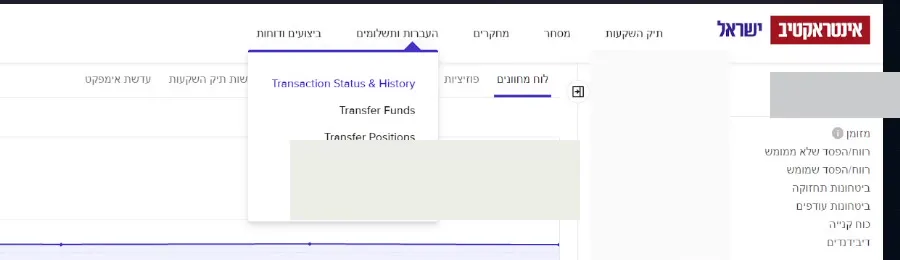 אינטראקטיב ישראל
תיק השקעות
מסחר
מחקרים
העברות ותשלומים
ביצועים ודוחות
לוח מחוונים
פוזיציות
שות תיק השקעות
עדשת אימפקט
Transaction Status & History
Transfer Funds
Transfer Positions
מזומן
רווח/הפסד שלא ממומש
רווח/הפסד שמומש
ביטחונות תחזוקה
ביטחונות עודפים
כוח קנייה
דיבידנדים